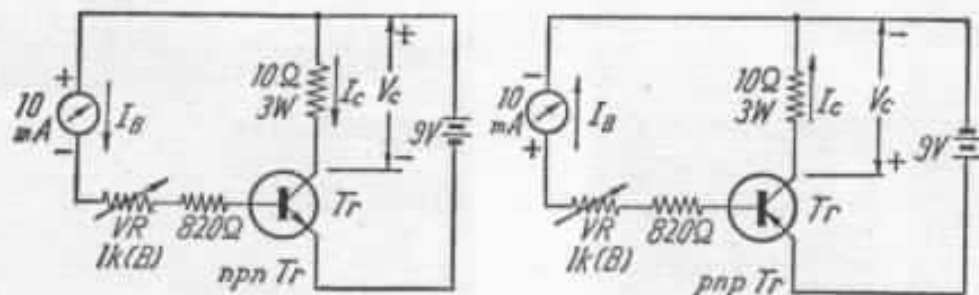 +
10
mA
−
I_B
10Ω
3W
I_C
+
V_C
−
9V
VR
1k(B)
820Ω
Tr
npn Tr
−
10
mA
+
I_B
10Ω
3W
I_C
−
V_C
+
9V
VR
1k(B)
820Ω
Tr
pnp Tr